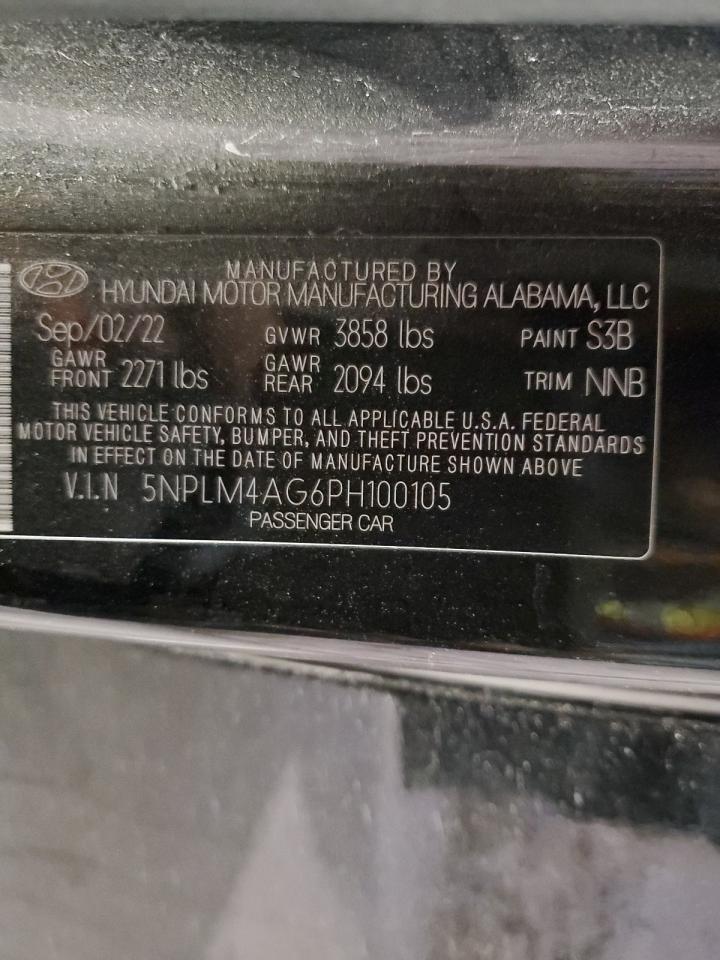 MANUFACTURED BY
HYUNDAI MOTOR MANUFACTURING ALABAMA, LLC
Sep/02/22 GVWR 3858 lbs PAINT S3B
GAWR FRONT 2271 lbs GAWR REAR 2094 lbs TRIM NNB
THIS VEHICLE CONFORMS TO ALL APPLICABLE U.S.A. FEDERAL
MOTOR VEHICLE SAFETY, BUMPER, AND THEFT PREVENTION STANDARDS
IN EFFECT ON THE DATE OF MANUFACTURE SHOWN ABOVE
V.I.N 5NPLM4AG6PH100105
PASSENGER CAR